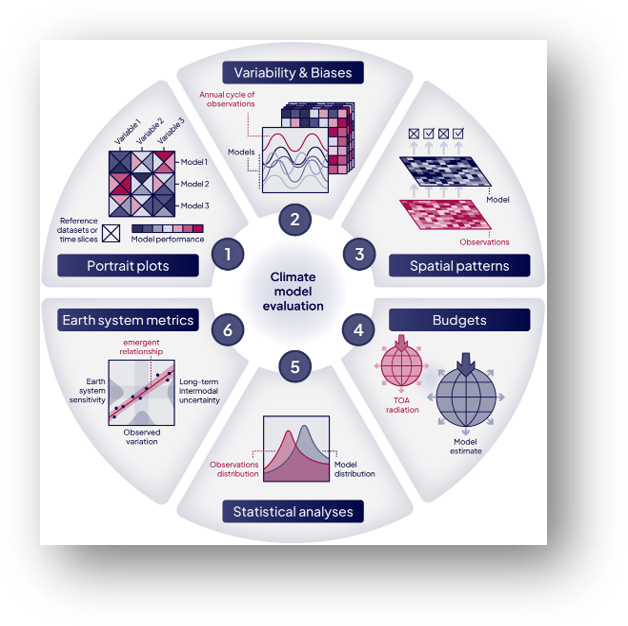 Variability & Biases
Annual cycle of
observations
Models
2
Variable 1
Variable 2
Variable 3
Model 1
Model 2
Model 3
Reference
datasets or
time slices
Model performance
1
Portrait plots
Model
Observations
3
Spatial patterns
Climate
model
evaluation
Earth system metrics
6
emergent
relationship
Earth
system
sensitivity
Long-term
intermodal
uncertainty
Observed
variation
Budgets
4
TOA
radiation
Model
estimate
5
Observations
distribution
Model
distribution
Statistical analyses